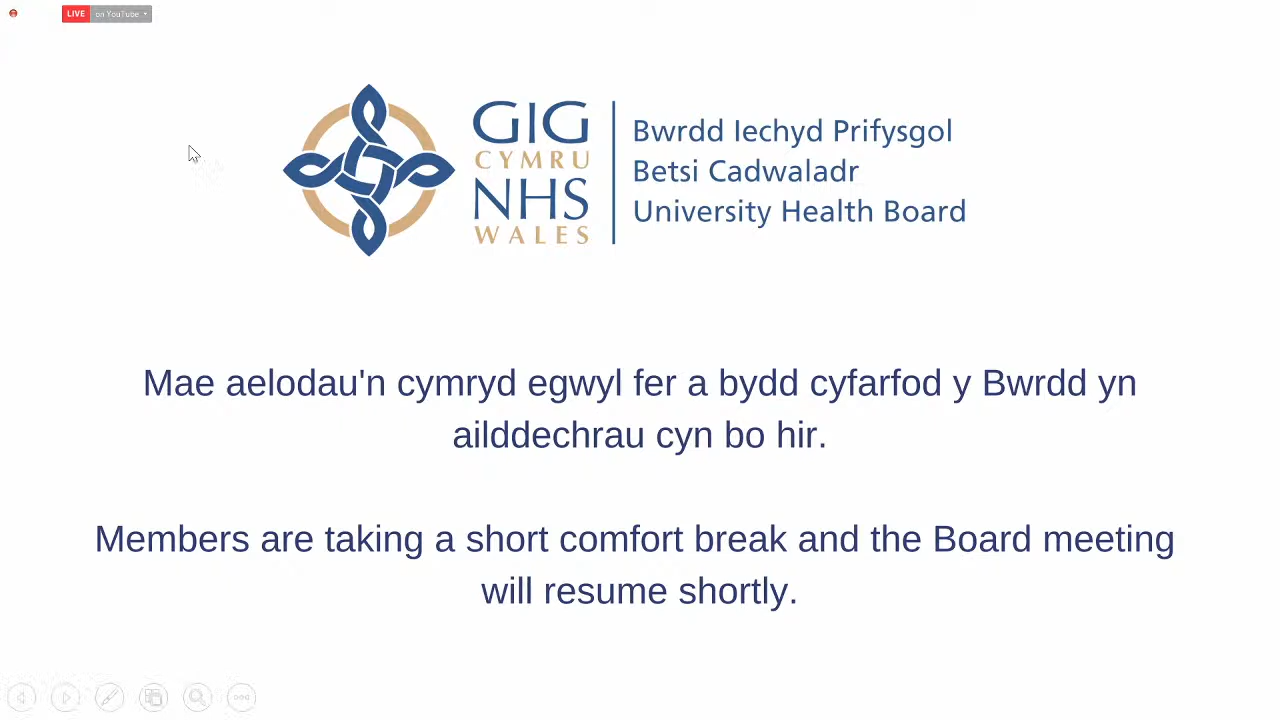 LIVE on YouTube
GIG
CYMRU
NHS
WALES
Bwrdd Iechyd Prifysgol
Betsi Cadwaladr
University Health Board
Mae aelodau'n cymryd egwyl fer a bydd cyfarfod y Bwrdd yn
ailddechrau cyn bo hir.
Members are taking a short comfort break and the Board meeting
will resume shortly.